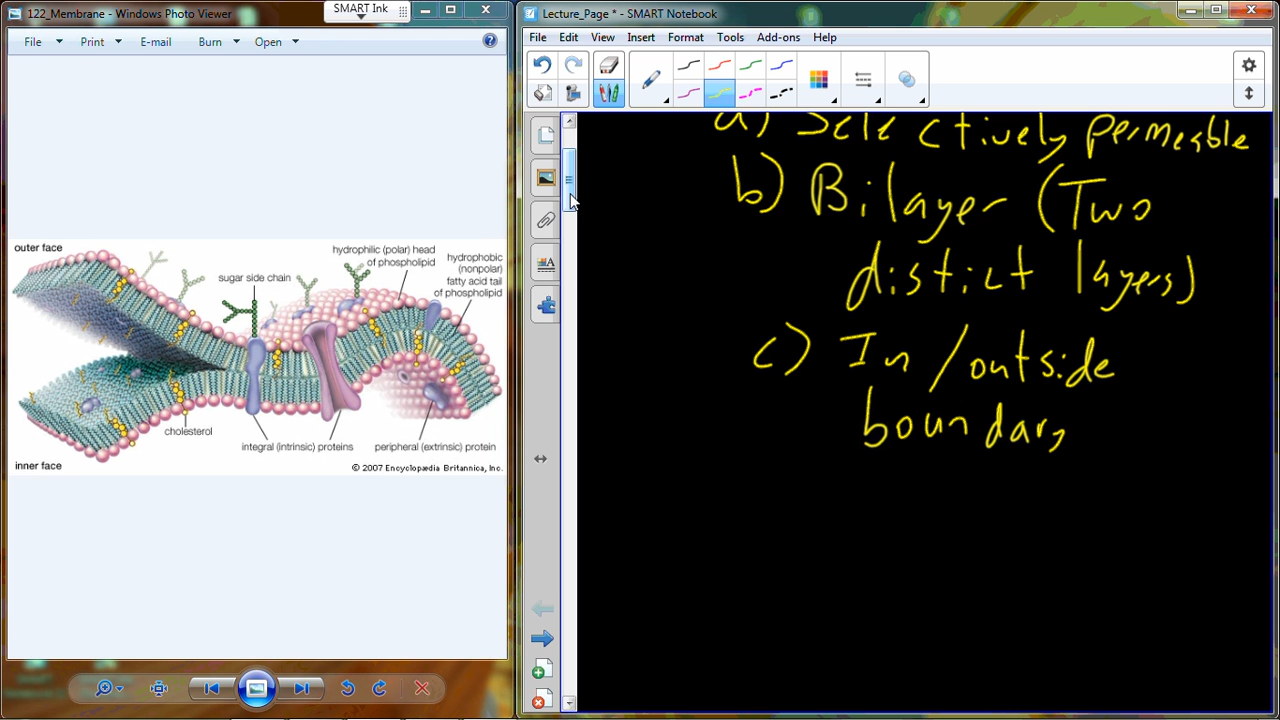 122_Membrane - Windows Photo Viewer
SMART Ink
File Print E-mail Burn Open
outer face
sugar side chain
hydrophilic (polar) head
of phospholipid
hydrophobic
(nonpolar)
fatty acid tail
of phospholipid
cholesterol
integral (intrinsic) proteins
peripheral (extrinsic) protein
inner face
© 2007 Encyclopædia Britannica, Inc.
Lecture_Page * - SMART Notebook
File Edit View Insert Format Tools Add-ons Help
a) Selectively permeable
b) Bilayer (Two
distict layers)
c) In/outside
boundary